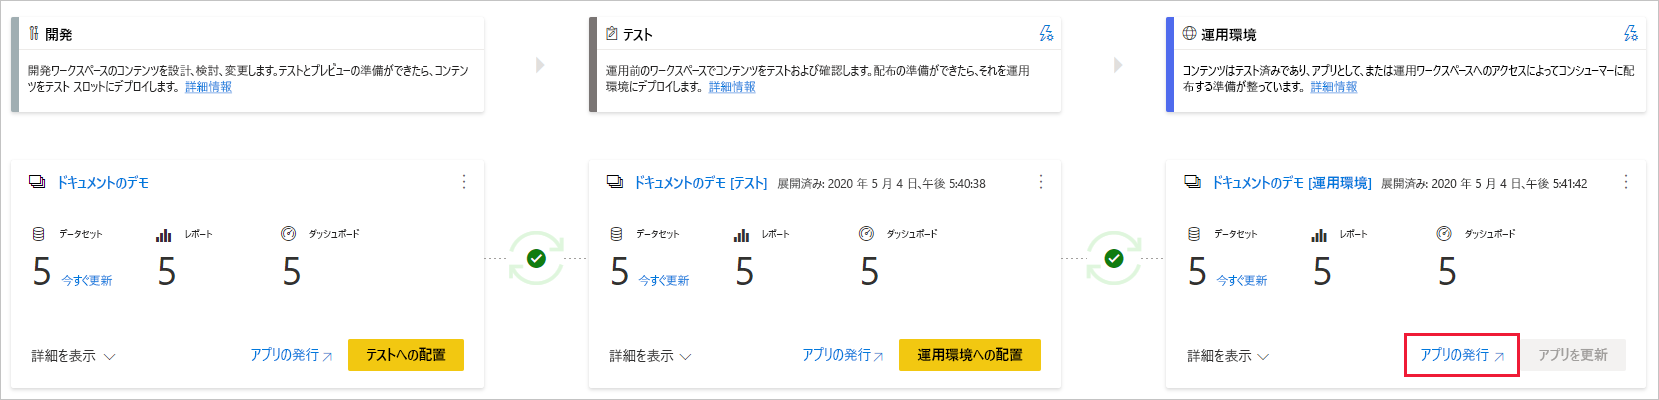 開発
開発ワークスペースのコンテンツを設計、検討、変更します。テストとプレビューの準備ができたら、コンテン
ツをテスト スロットにデプロイします。 詳細情報
テスト
運用前のワークスペースでコンテンツをテストおよび確認します。配布の準備ができたら、それを運用
環境にデプロイします。 詳細情報
運用環境
コンテンツはテスト済みであり、アプリとして、または運用ワークスペースへのアクセスによってコンシューマーに配
布する準備が整っています。 詳細情報
ドキュメントのデモ
データセット レポート ダッシュボード
5 今すぐ更新 5 5
詳細を表示 アプリの発行 テストへの配置
ドキュメントのデモ [テスト] 展開済み: 2020 年 5 月 4 日、午後 5:40:38
データセット レポート ダッシュボード
5 今すぐ更新 5 5
詳細を表示 アプリの発行 運用環境への配置
ドキュメントのデモ [運用環境] 展開済み: 2020 年 5 月 4 日、午後 5:41:42
データセット レポート ダッシュボード
5 今すぐ更新 5 5
詳細を表示 アプリの発行 アプリを更新